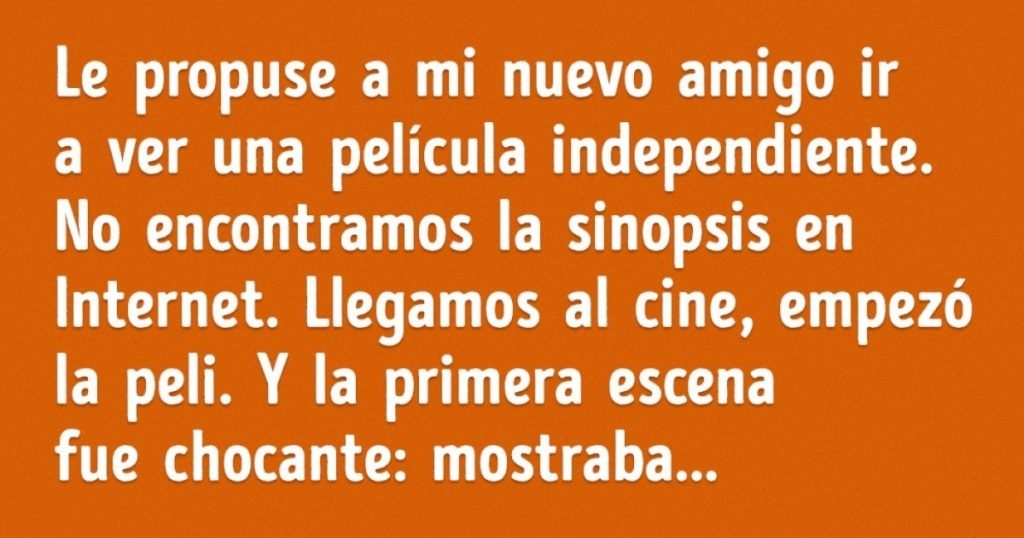 Le propuse a mi nuevo amigo ir
a ver una película independiente.
No encontramos la sinopsis en
Internet. Llegamos al cine, empezó
la peli. Y la primera escena
fue chocante: mostraba...